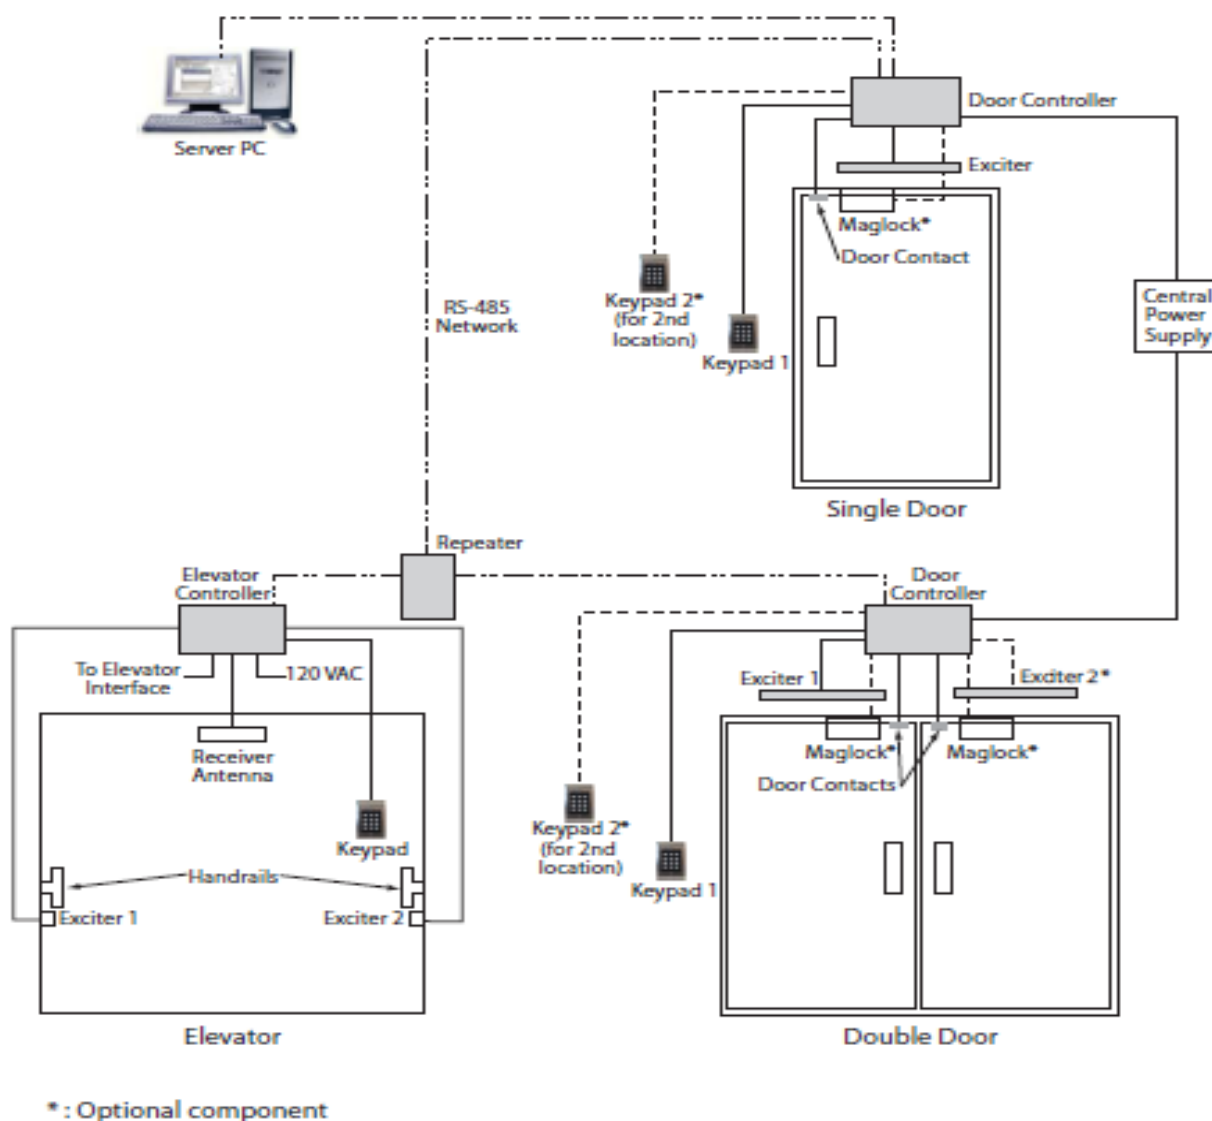 Server PC
Door Controller
Exciter
Maglock*
Door Contact
Keypad 2*
(for 2nd
location)
Keypad 1
RS-485
Network
Central
Power
Supply
Single Door
Repeater
Elevator
Controller
Door
Controller
To Elevator
Interface
120 VAC
Exciter 1
Exciter 2*
Receiver
Antenna
Maglock*
Maglock*
Door Contacts
Keypad
Keypad 2*
(for 2nd
location)
Keypad 1
Handrails
Exciter 1
Exciter 2
Elevator
Double Door
* : Optional component